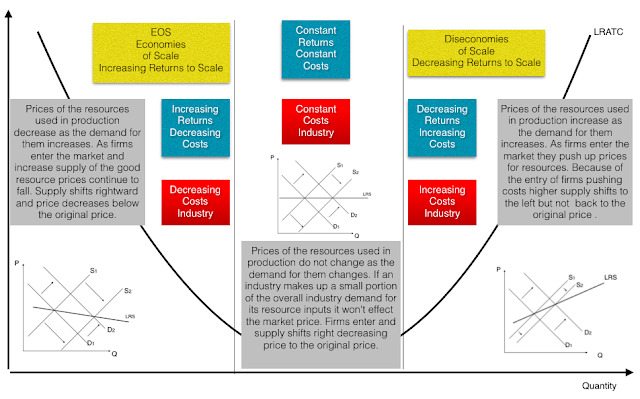 EOS
Economies
of Scale
Increasing Returns to Scale
Constant
Returns
Constant
Costs
Diseconomies
of Scale
Decreasing Returns to Scale
LRATC
Prices of the resources
used in production
decrease as the demand for
them increases. As firms
enter the market and
increase supply of the good
resource prices continue to
fall. Supply shifts rightward
and price decreases below
the original price.
Increasing
Returns
Decreasing
Costs
Constant
Costs
Industry
Decreasing
Returns
Increasing
Costs
Prices of the resources used
in production increase as
the demand for them
increases. As firms enter the
market they push up prices
for resources. Because of
the entry of firms pushing
costs higher supply shifts to
the left but not  back to the
original price .
Decreasing
Costs
Industry
Increasing
Costs
Industry
P
S1
S2
LRS
D2
D1
Q
Prices of the resources used in
production do not change as the
demand for them changes. If an
industry makes up a small portion
of the overall industry demand for
its resource inputs it won't effect
the market price. Firms enter and
supply shifts right decreasing
price to the original price.
P
S1
S2
LRS
D2
D1
Q
P
S1
LRS
S2
D2
D1
Q
Quantity